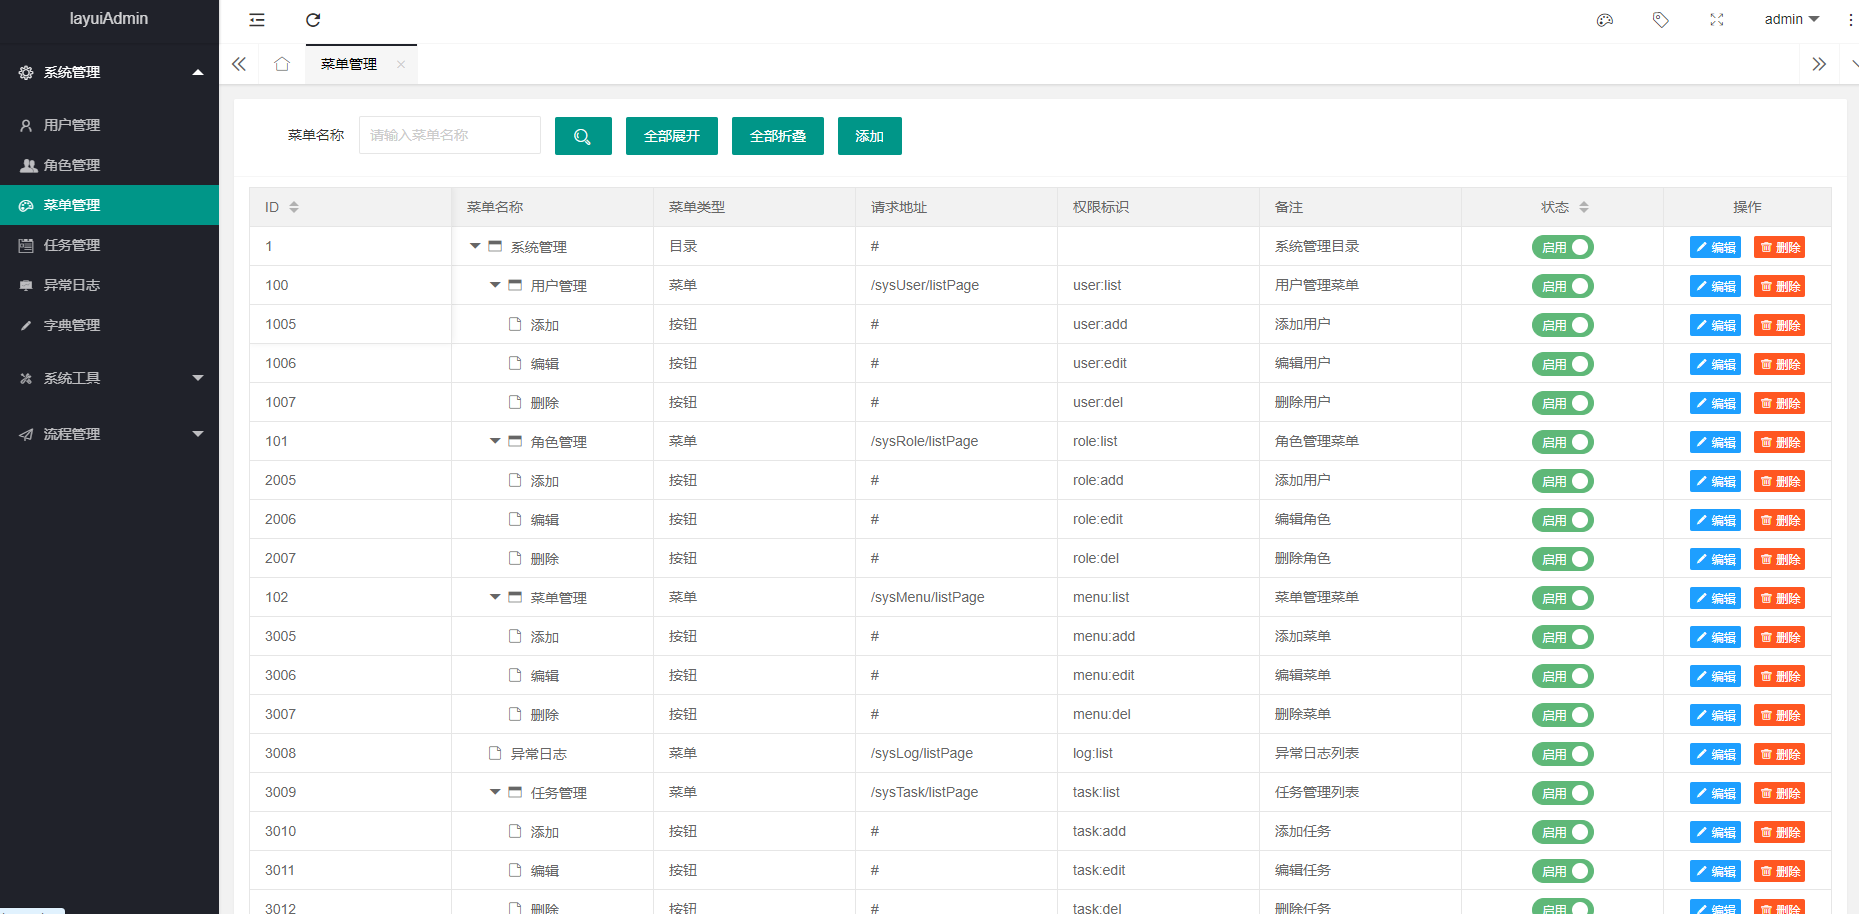 layuiAdmin
admin
系统管理
用户管理
角色管理
菜单管理
任务管理
异常日志
字典管理
系统工具
流程管理
菜单管理
菜单名称 请输入菜单名称 全部展开 全部折叠 添加
ID 菜单名称 菜单类型 请求地址 权限标识 备注 状态 操作
1 系统管理 目录 # 系统管理目录 启用 编辑 删除
100 用户管理 菜单 /sysUser/listPage user:list 用户管理菜单 启用 编辑 删除
1005 添加 按钮 # user:add 添加用户 启用 编辑 删除
1006 编辑 按钮 # user:edit 编辑用户 启用 编辑 删除
1007 删除 按钮 # user:del 删除用户 启用 编辑 删除
101 角色管理 菜单 /sysRole/listPage role:list 角色管理菜单 启用 编辑 删除
2005 添加 按钮 # role:add 添加用户 启用 编辑 删除
2006 编辑 按钮 # role:edit 编辑角色 启用 编辑 删除
2007 删除 按钮 # role:del 删除角色 启用 编辑 删除
102 菜单管理 菜单 /sysMenu/listPage menu:list 菜单管理菜单 启用 编辑 删除
3005 添加 按钮 # menu:add 添加菜单 启用 编辑 删除
3006 编辑 按钮 # menu:edit 编辑菜单 启用 编辑 删除
3007 删除 按钮 # menu:del 删除菜单 启用 编辑 删除
3008 异常日志 菜单 /sysLog/listPage log:list 异常日志列表 启用 编辑 删除
3009 任务管理 菜单 /sysTask/listPage task:list 任务管理列表 启用 编辑 删除
3010 添加 按钮 # task:add 添加任务 启用 编辑 删除
3011 编辑 按钮 # task:edit 编辑任务 启用 编辑 删除
3012 删除 按钮 # task:del 删除任务 启用 编辑 删除